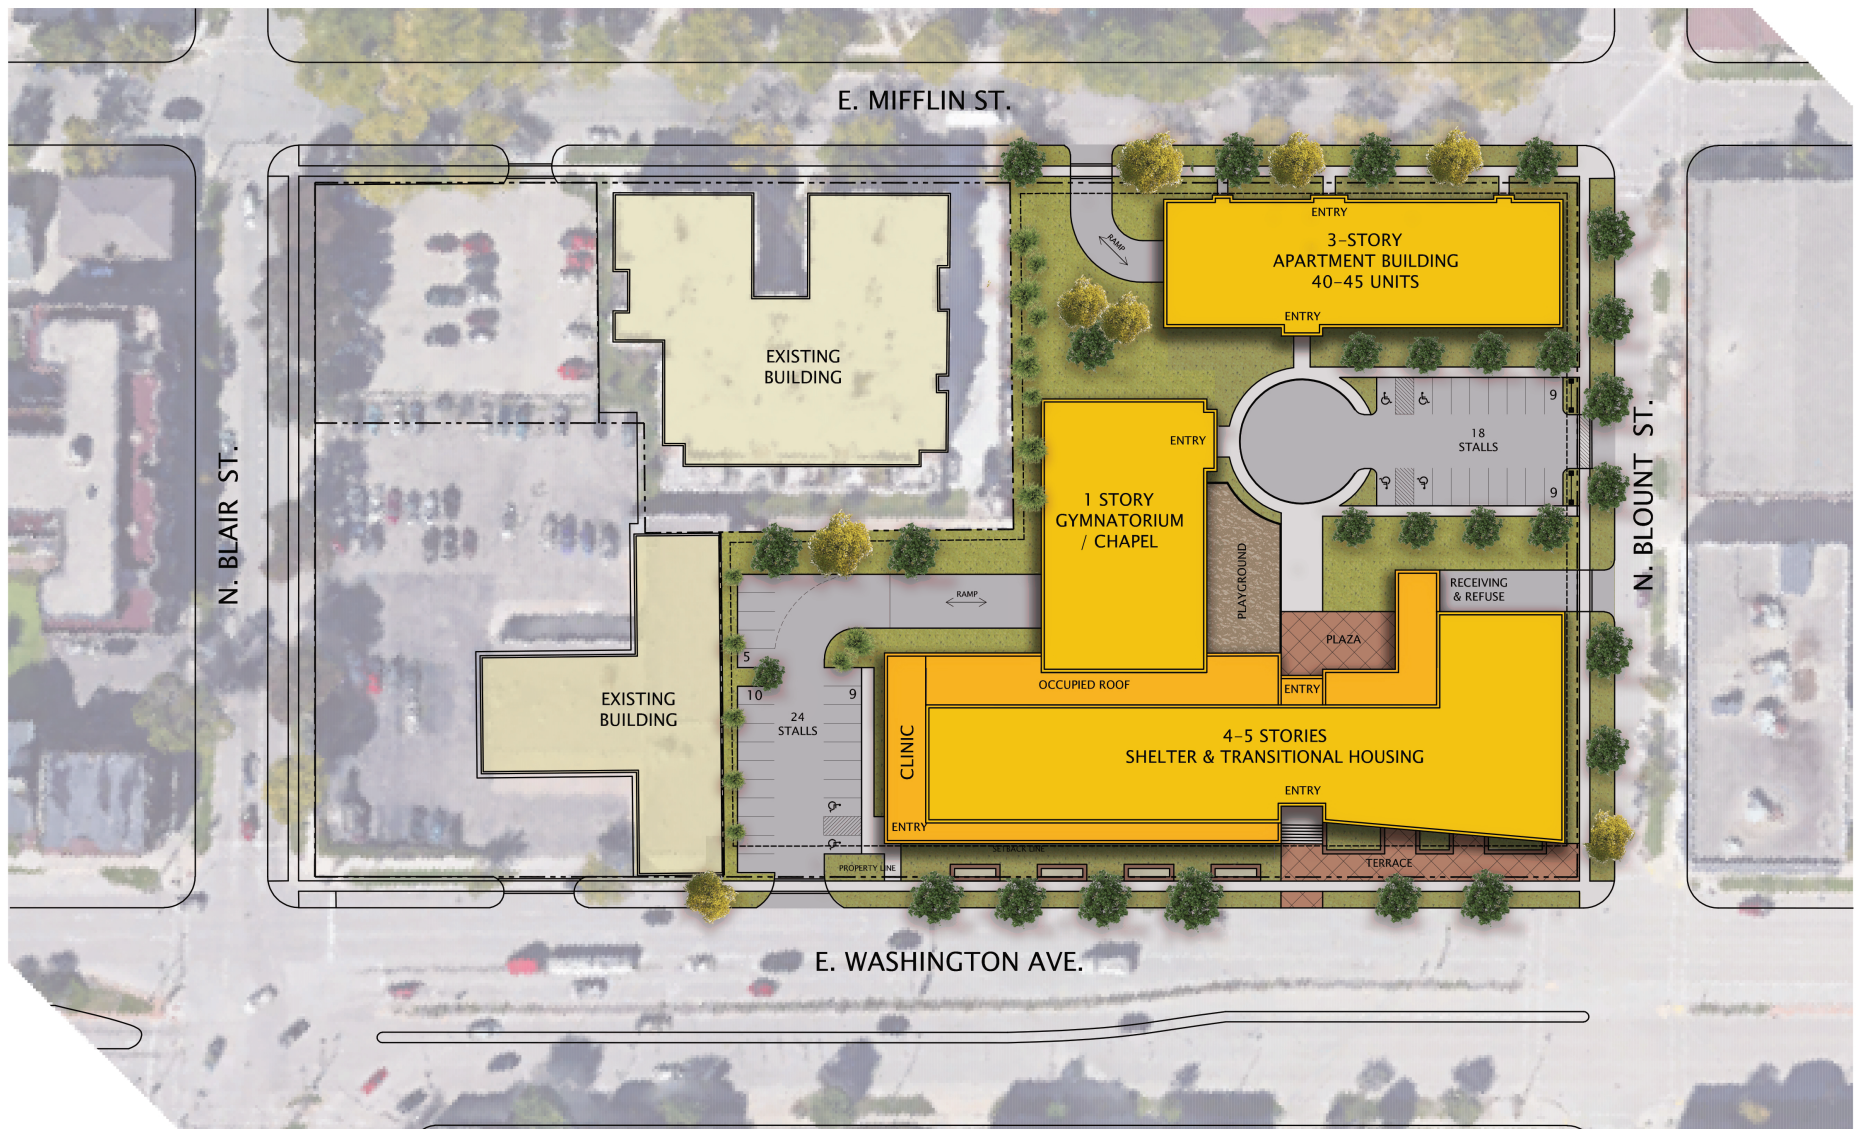 E. MIFFLIN ST.
ENTRY
3-STORY
APARTMENT BUILDING
40-45 UNITS
ENTRY
RAMP
EXISTING
BUILDING
9
18
STALLS
9
ENTRY
1 STORY
GYMNATORIUM
/ CHAPEL
N. BLAIR ST.
N. BLOUNT ST.
PLAYGROUND
RECEIVING
& REFUSE
RAMP
PLAZA
5
10
9
24
STALLS
EXISTING
BUILDING
OCCUPIED ROOF
ENTRY
CLINIC
4-5 STORIES
SHELTER & TRANSITIONAL HOUSING
ENTRY
ENTRY
SETBACK LINE
PROPERTY LINE
TERRACE
E. WASHINGTON AVE.